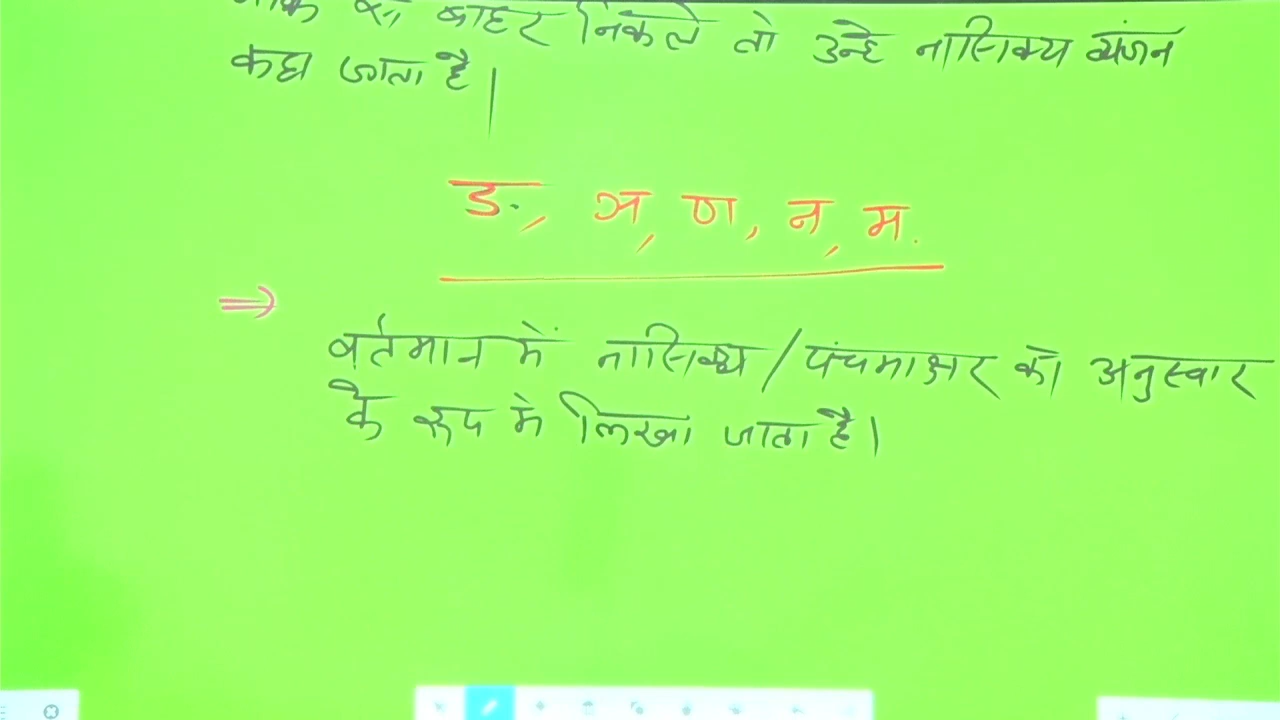 से बाहर निकले तो उन्हे नासिक्य व्यंजन
कहा जाता है।
ङ, ञ, ण, न, म.
⇒
वर्तमान में नासिक्य / पंचमाक्षर को अनुस्वार
के रूप मे लिखा जाता है।